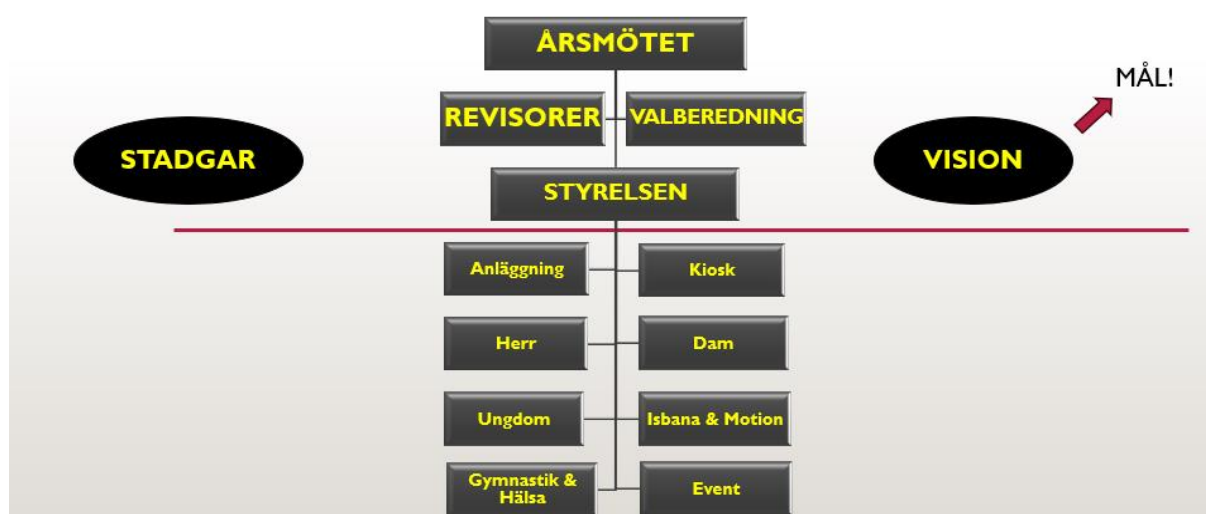 ÅRSMÖTET
MÅL!
REVISORER
VALBEREDNING
STADGAR
VISION
STYRELSEN
Anläggning
Kiosk
Herr
Dam
Ungdom
Isbana & Motion
Gymnastik &
Hälsa
Event